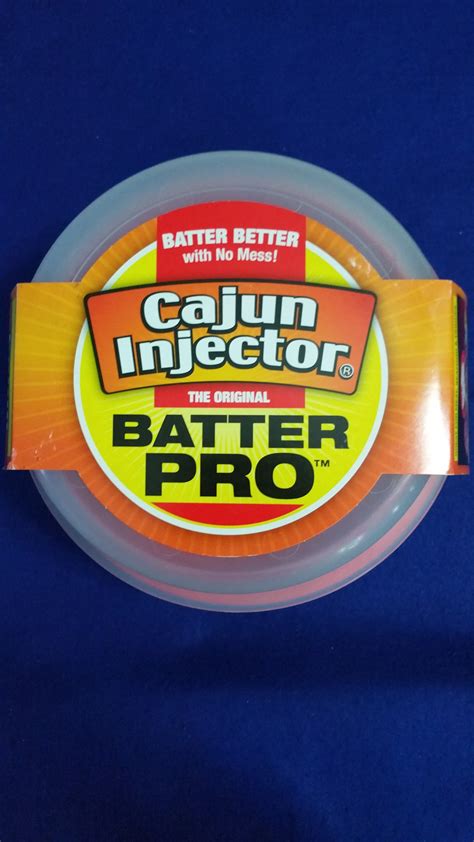 BATTER BETTER
with No Mess!
Cajun
Injector®
THE ORIGINAL
BATTER
PRO™